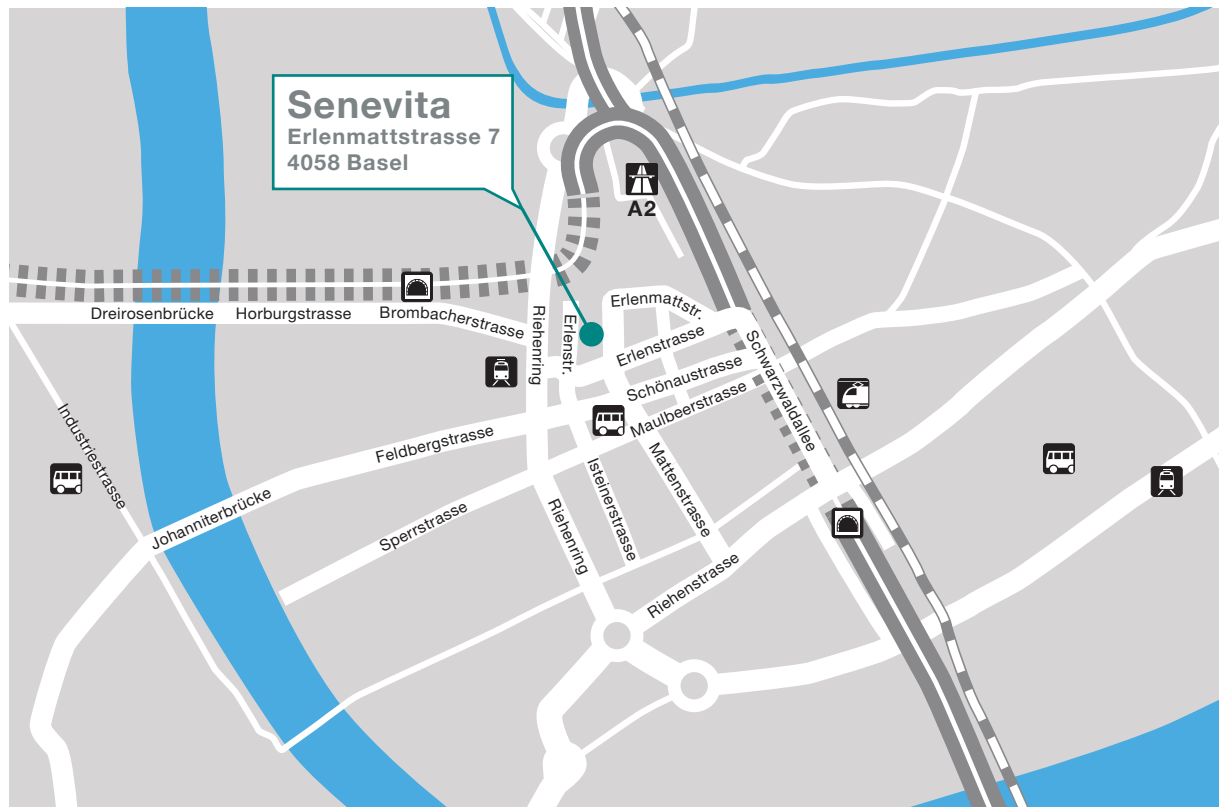 Senevita
Erlenmattstrasse 7
4058 Basel
A2
Erlenmattstr.
Dreirosenbrücke
Horburgstrasse
Brombacherstrasse
Riehenring
Erlenstr.
Erlenstrasse
Schönaustrasse
Schwarzwaldallee
Maulbeerstrasse
Feldbergstrasse
Industriestrasse
Johanniterbrücke
Sperrstrasse
Isteinerstrasse
Mattenstrasse
Riehenring
Riehenstrasse